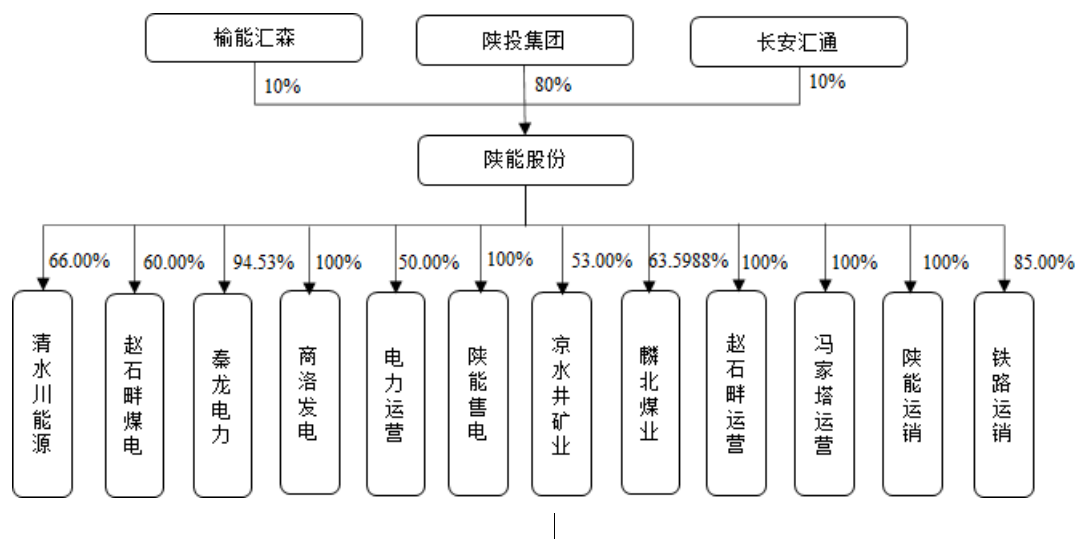 榆能汇森
陕投集团
长安汇通
10%
80%
10%
陕能股份
66.00%
60.00%
94.53%
100%
50.00%
100%
53.00%
63.5988%
100%
100%
100%
85.00%
清水川能源
赵石畔煤电
秦龙电力
商洛发电
电力运营
陕能售电
凉水井矿业
麟北煤业
赵石畔运营
冯家塔运营
陕能运销
铁路运销